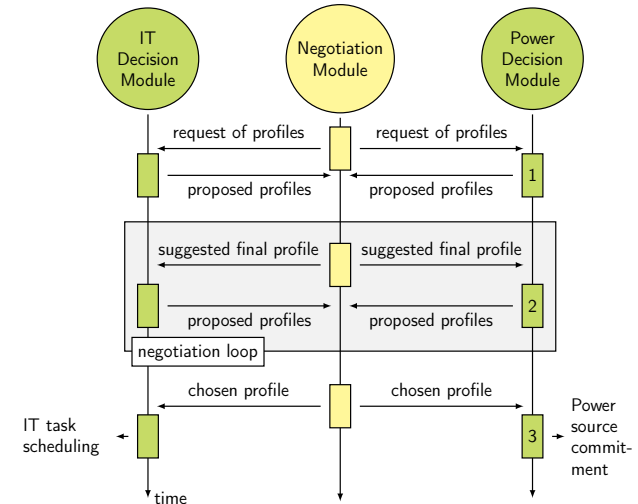 IT
Decision
Module
Negotiation
Module
Power
Decision
Module
request of profiles
request of profiles
proposed profiles
proposed profiles
1
suggested final profile
suggested final profile
proposed profiles
proposed profiles
2
negotiation loop
chosen profile
chosen profile
IT task
scheduling
3
Power
source
commit-
ment
time